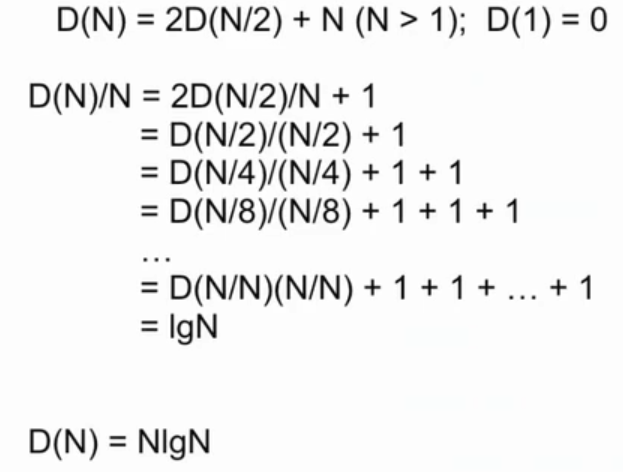 D(N) = 2D(N/2) + N (N > 1); D(1) = 0
D(N)/N = 2D(N/2)/N + 1
= D(N/2)/(N/2) + 1
= D(N/4)/(N/4) + 1 + 1
= D(N/8)/(N/8) + 1 + 1 + 1
...
= D(N/N)(N/N) + 1 + 1 + ... + 1
= lgN
D(N) = NlgN